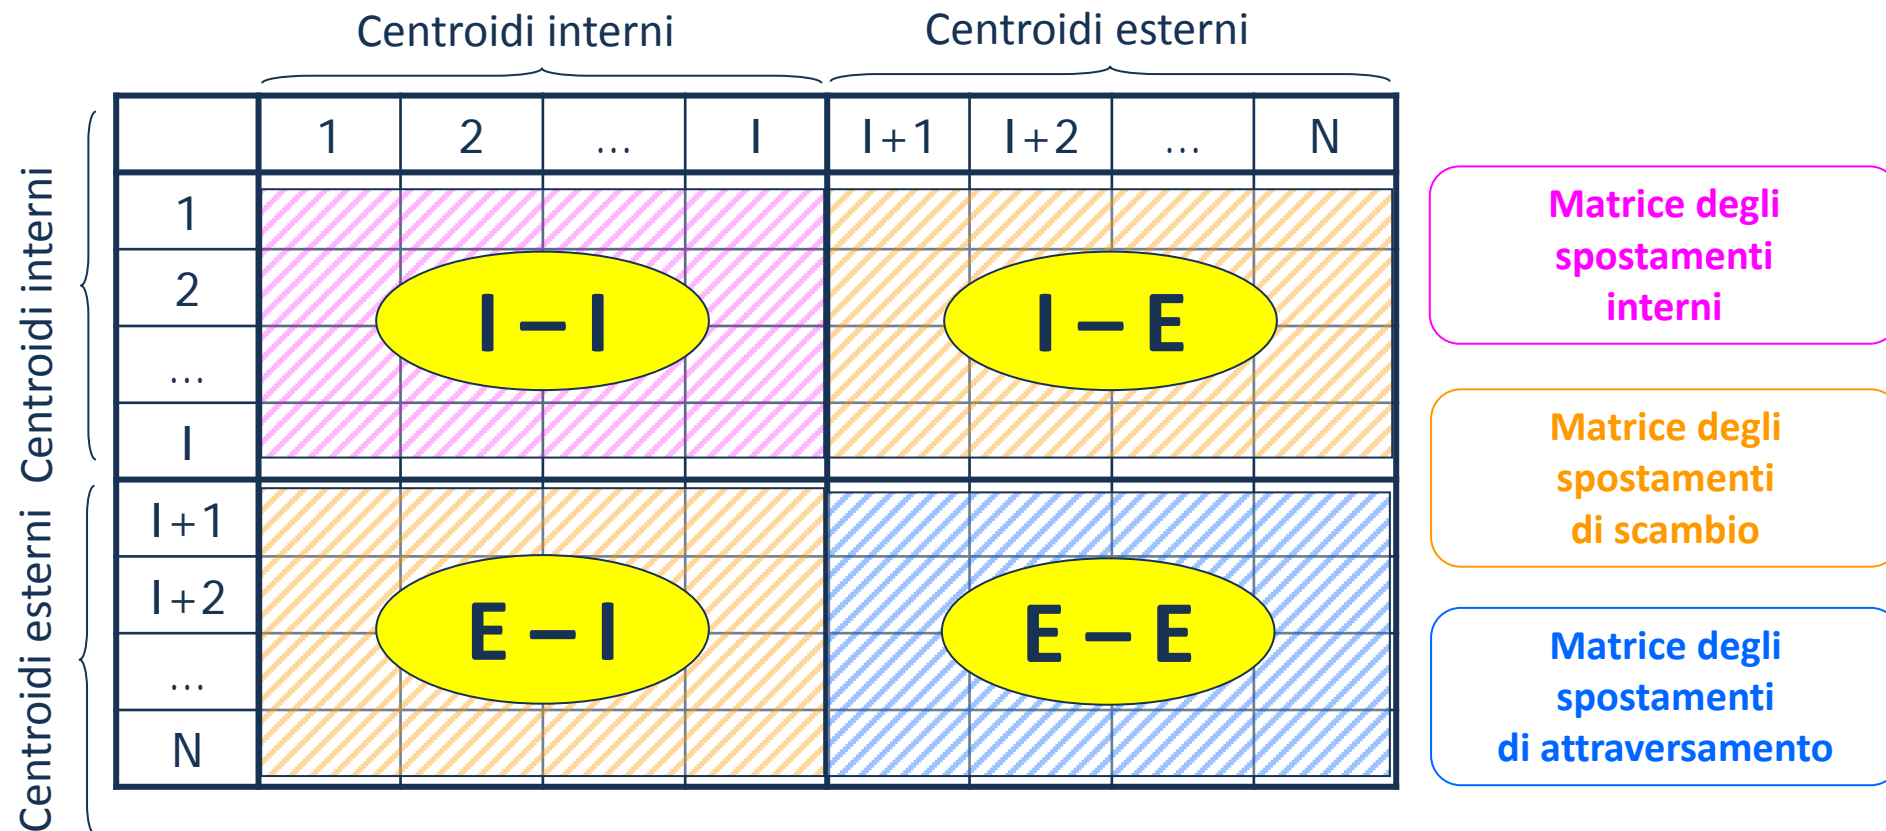 Centroidi interni
Centroidi esterni
1 2 ... I I+1 I+2 ... N
Centroidi interni
1
2
...
I
Centroidi esterni
I+1
I+2
...
N
I – I
I – E
E – I
E – E
Matrice degli
spostamenti
interni
Matrice degli
spostamenti
di scambio
Matrice degli
spostamenti
di attraversamento